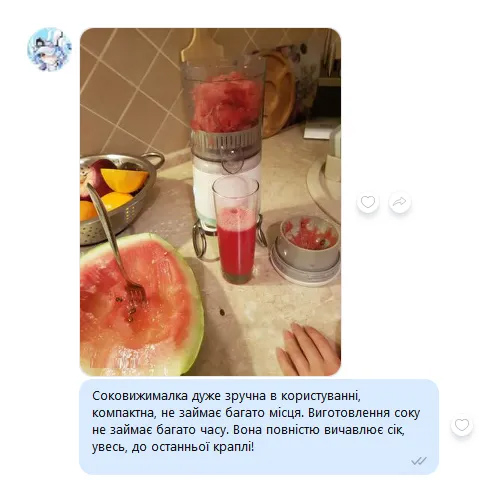 Соковижималка дуже зручна в користуванні,
компактна, не займає багато місця. Виготовлення соку
не займає багато часу. Вона повністю вичавлює сік,
увесь, до останньої краплі!